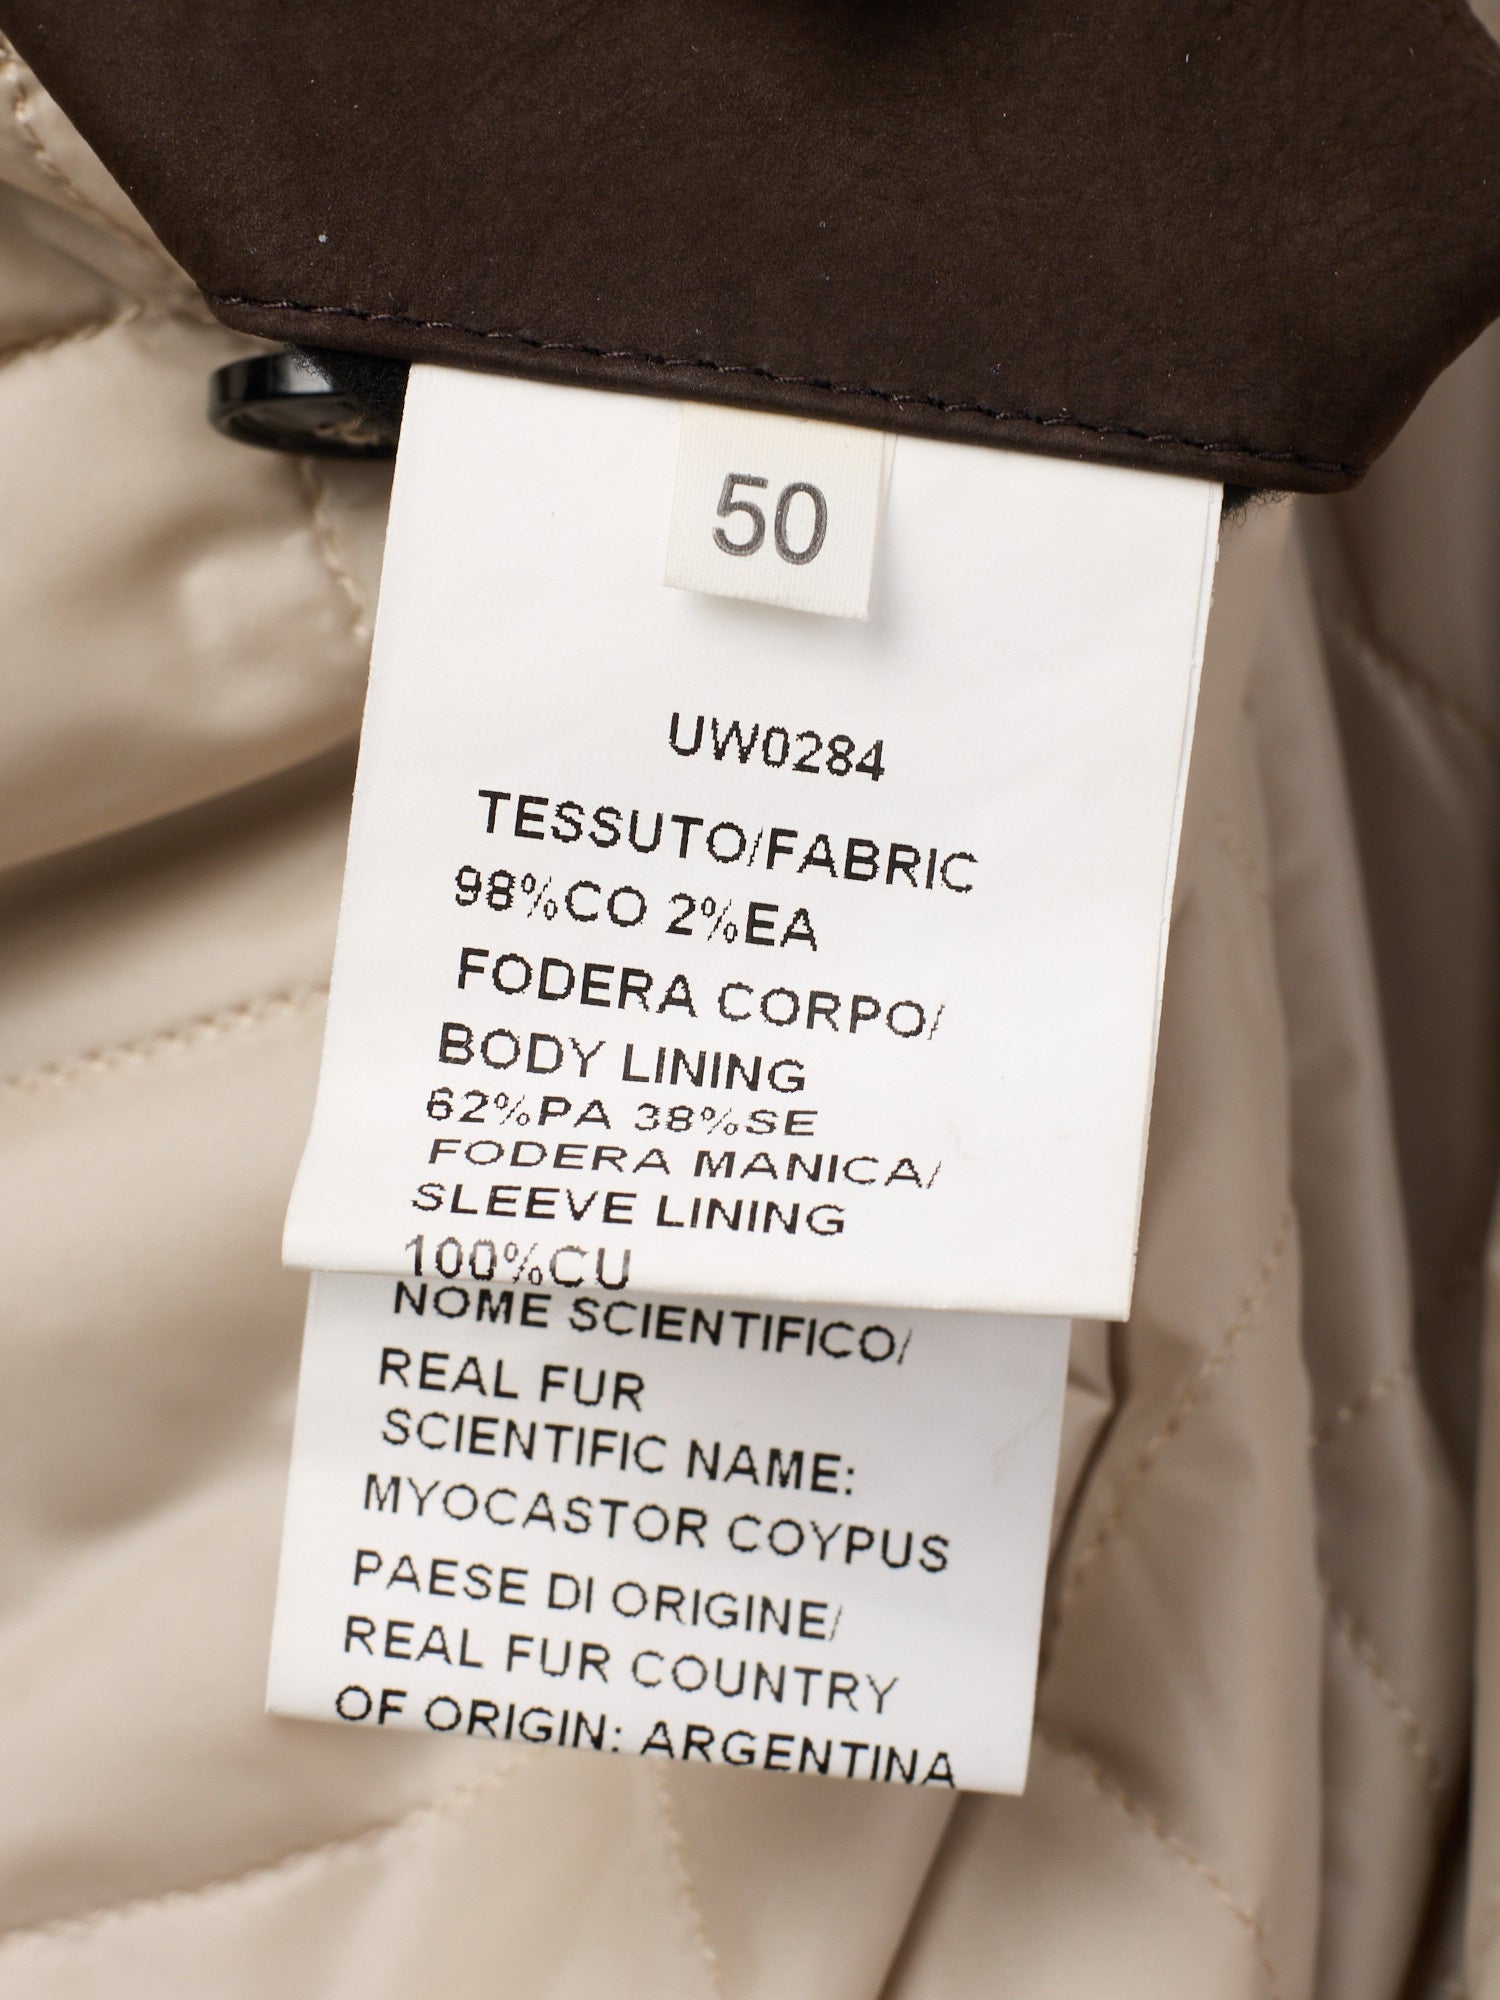 50
UW0284
TESSUTO/FABRIC
98%CO 2%EA
FODERA CORPO/
BODY LINING
62%PA 38%SE
FODERA MANICA/
SLEEVE LINING
100%CU
NOME SCIENTIFICO/
REAL FUR
SCIENTIFIC NAME:
MYOCASTOR COYPUS
PAESE DI ORIGINE/
REAL FUR COUNTRY
OF ORIGIN: ARGENTINA